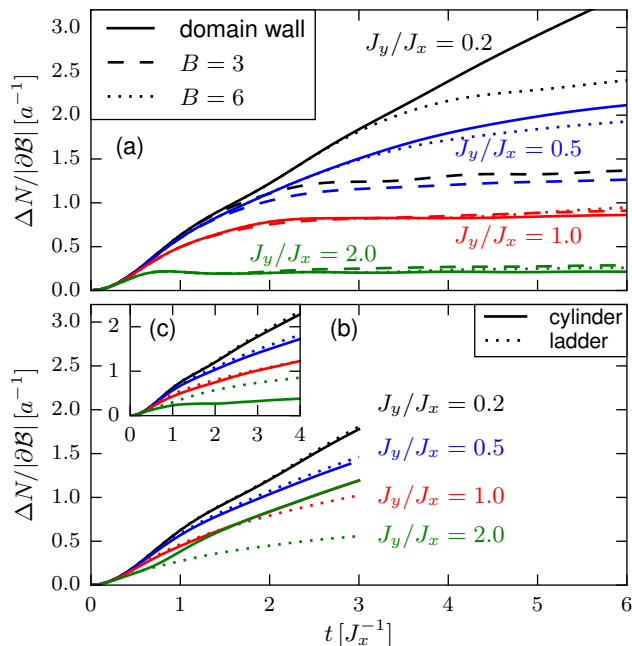 3.0
2.5
2.0
1.5
1.0
0.5
0.0
ΔN/|∂ℬ| [a⁻¹]
domain wall
B = 3
B = 6
(a)
J_y/J_x = 0.2
J_y/J_x = 0.5
J_y/J_x = 1.0
J_y/J_x = 2.0
3.0
2.5
2.0
1.5
1.0
0.5
0.0
ΔN/|∂ℬ| [a⁻¹]
(c)
2
1
0
0 1 2 3 4
(b)
cylinder
ladder
J_y/J_x = 0.2
J_y/J_x = 0.5
J_y/J_x = 1.0
J_y/J_x = 2.0
0 1 2 3 4 5 6
t [J_x⁻¹]